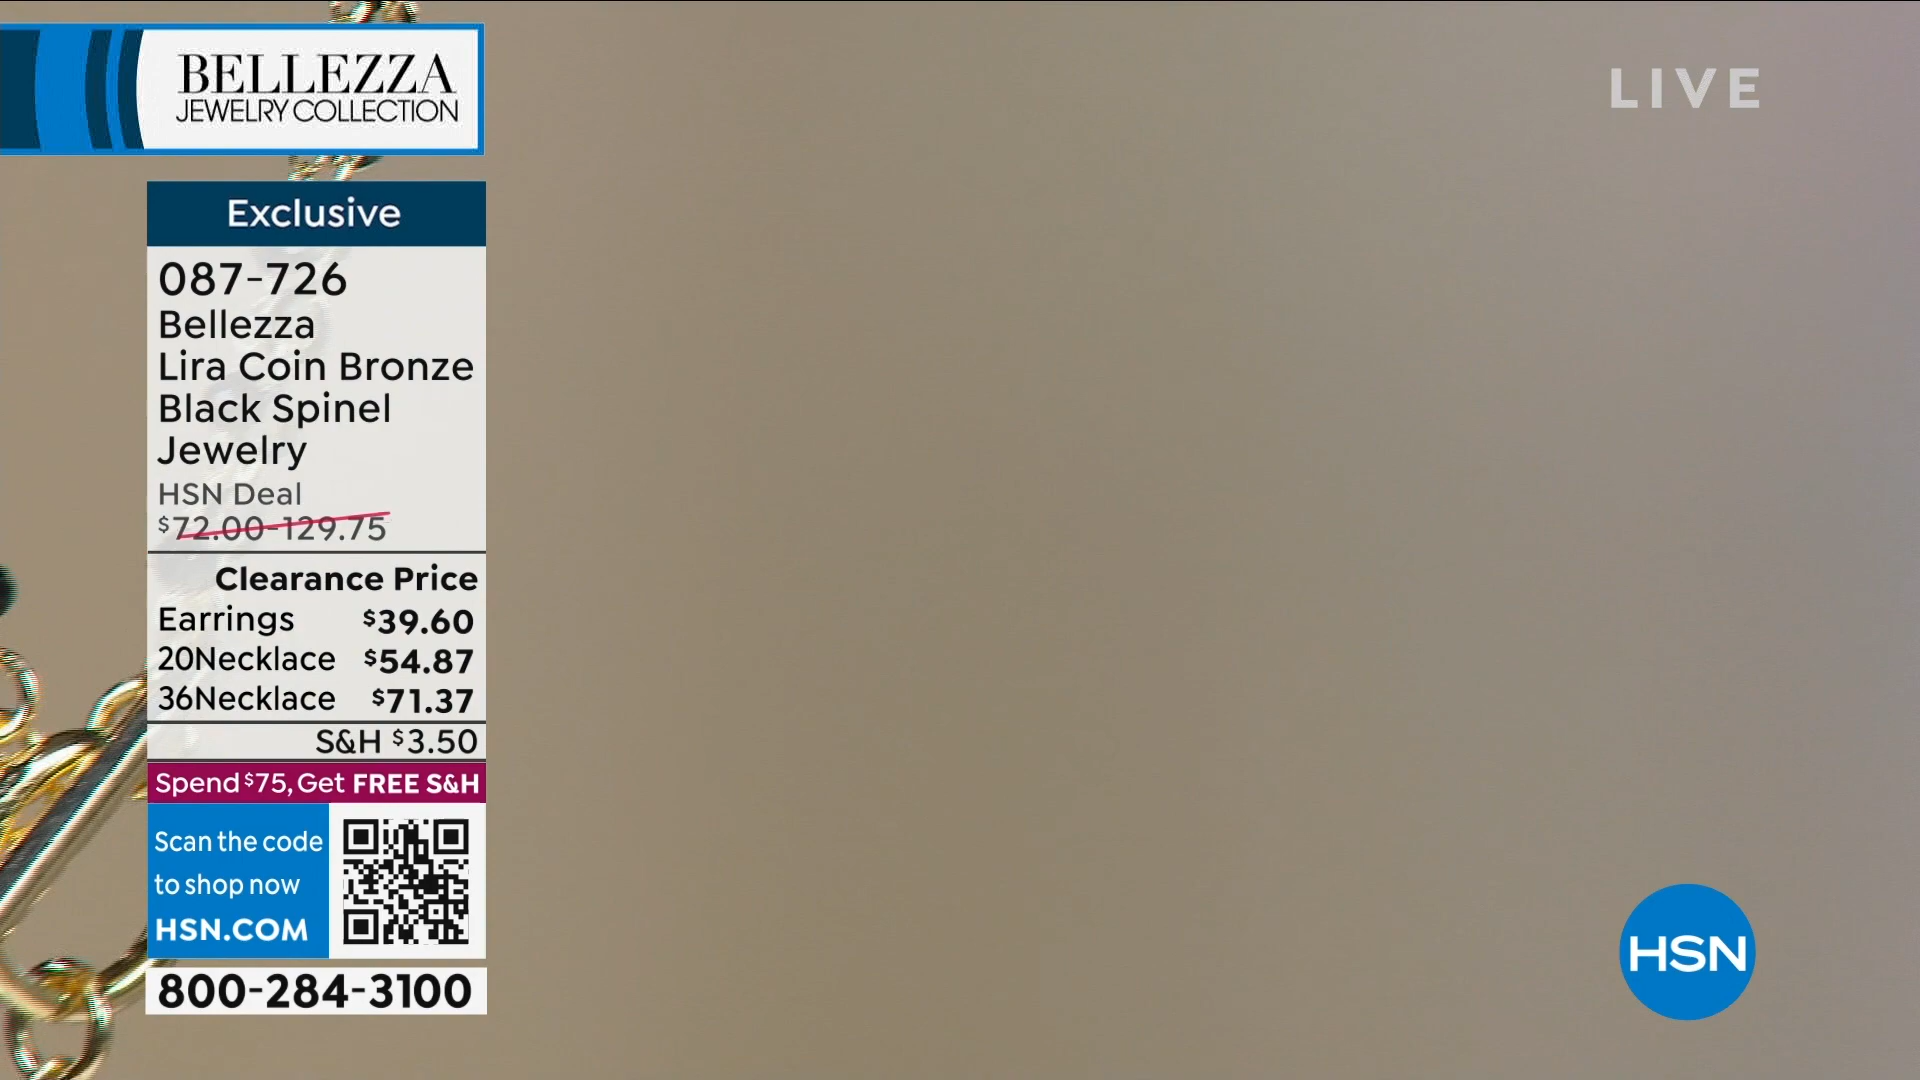 BELLEZZA
JEWELRY COLLECTION
LIVE
Exclusive
087-726
Bellezza
Lira Coin Bronze
Black Spinel
Jewelry
HSN Deal
$72.00-129.75
Clearance Price
Earrings $39.60
20Necklace $54.87
36Necklace $71.37
S&H $3.50
Spend $75, Get FREE S&H
Scan the code
to shop now
HSN.COM
800-284-3100
HSN